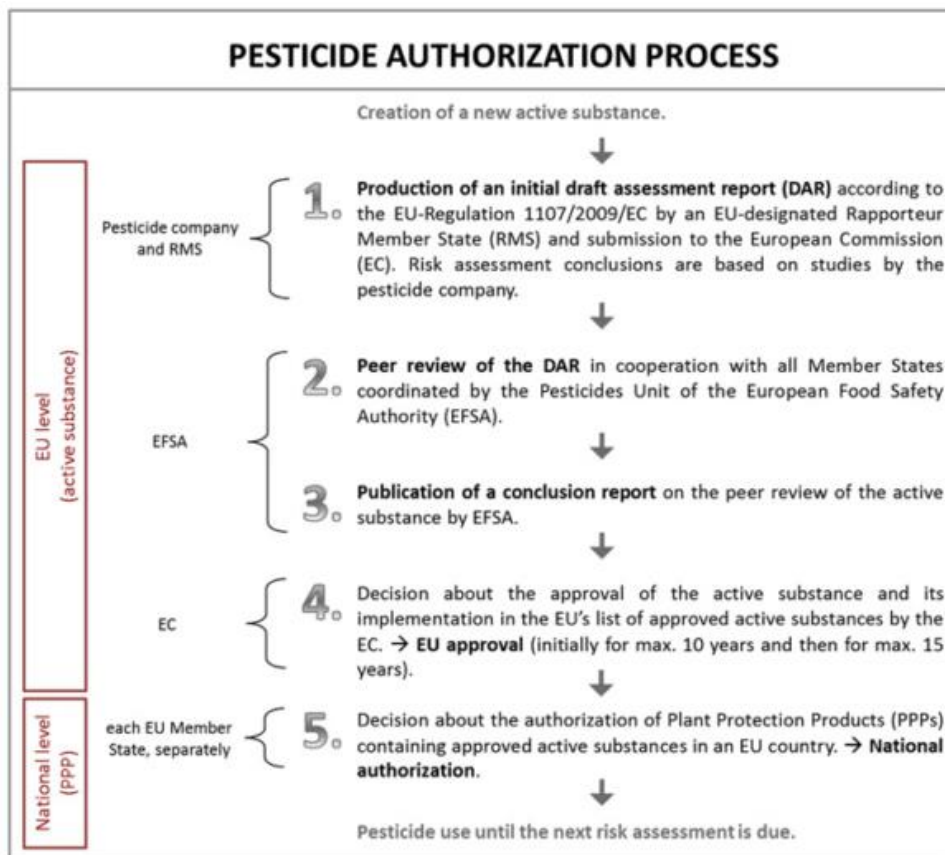 PESTICIDE AUTHORIZATION PROCESS
Creation of a new active substance.
EU level
(active substance)
Pesticide company
and RMS
1.
Production of an initial draft assessment report (DAR) according to
the EU-Regulation 1107/2009/EC by an EU-designated Rapporteur
Member State (RMS) and submission to the European Commission
(EC). Risk assessment conclusions are based on studies by the
pesticide company.
EFSA
2.
Peer review of the DAR in cooperation with all Member States
coordinated by the Pesticides Unit of the European Food Safety
Authority (EFSA).
3.
Publication of a conclusion report on the peer review of the active
substance by EFSA.
EC
4.
Decision about the approval of the active substance and its
implementation in the EU's list of approved active substances by the
EC. → EU approval (initially for max. 10 years and then for max. 15
years).
National level
(PPP)
each EU Member
State, separately
5.
Decision about the authorization of Plant Protection Products (PPPs)
containing approved active substances in an EU country. → National
authorization.
Pesticide use until the next risk assessment is due.